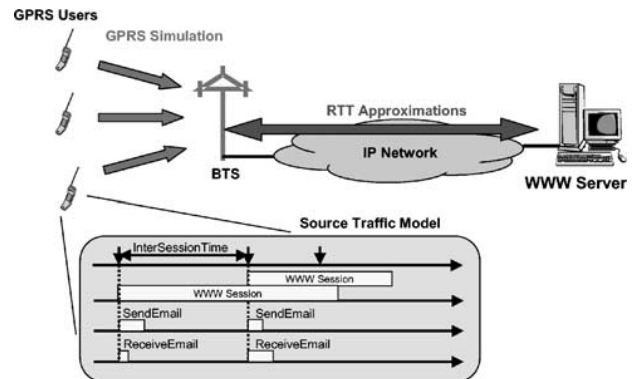 GPRS Users
GPRS Simulation
RTT Approximations
IP Network
BTS
WWW Server
Source Traffic Model
InterSessionTime
WWW Session
WWW Session
SendEmail
SendEmail
ReceiveEmail
ReceiveEmail